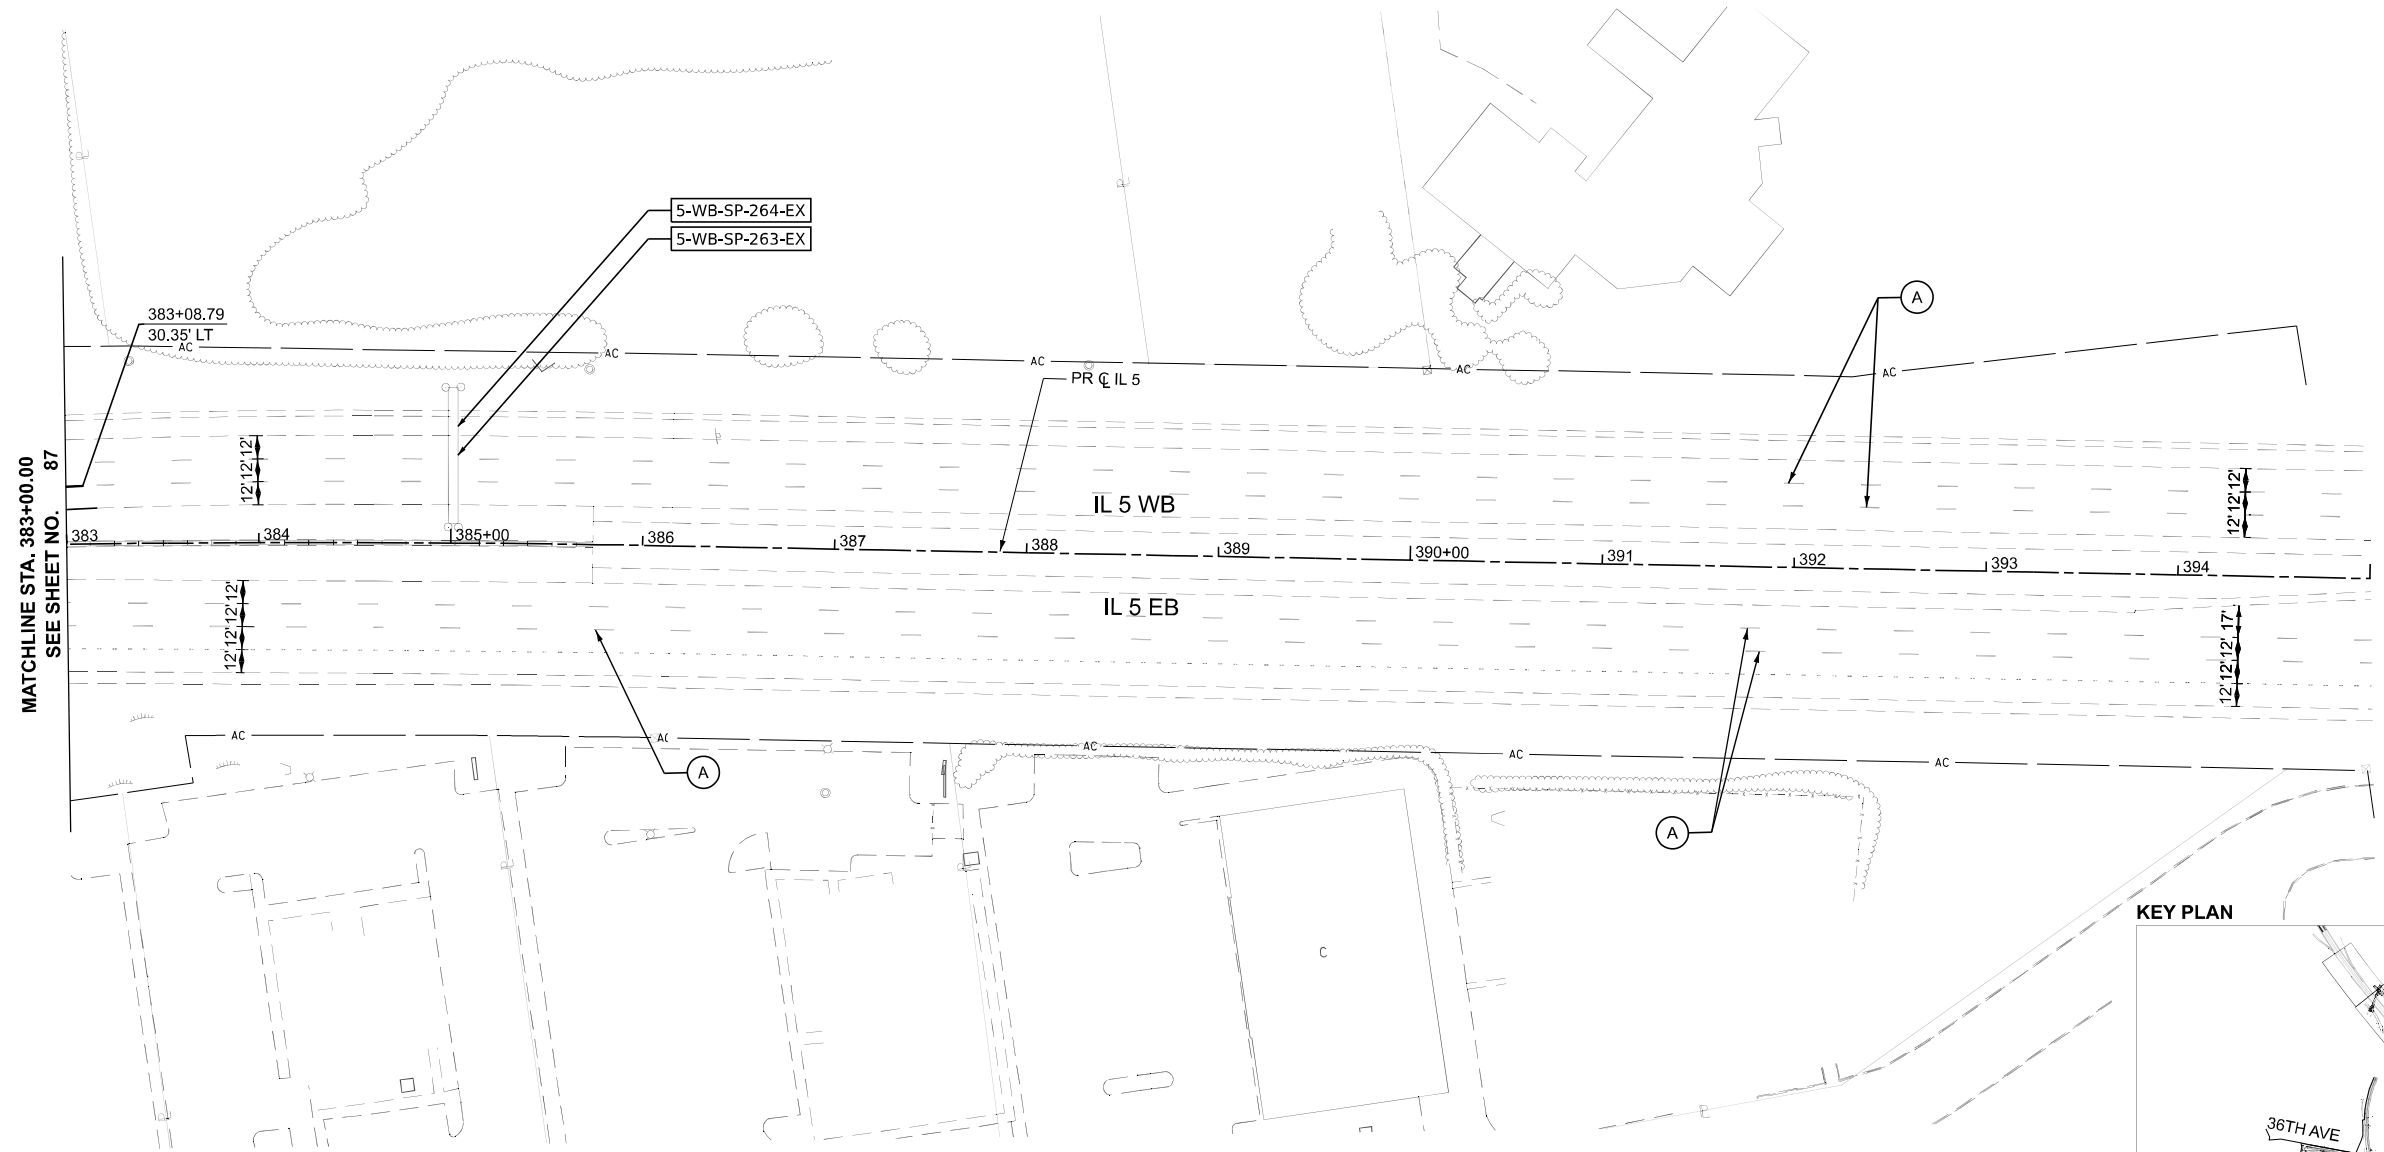 5-WB-SP-264-EX
5-WB-SP-263-EX
A
383+08.79
30.35' LT
AC
AC
AC
AC
AC
PR ℄ IL 5
MATCHLINE STA. 383+00.00
SEE SHEET NO. 87
12' 12' 12'
12' 12' 12'
IL 5 WB
383
384
385+00
386
387
388
389
390+00
391
392
393
394
IL 5 EB
12' 12' 12' 12'
12' 12' 12' 17'
AC
AC
AC
AC
AC
A
A
C
KEY PLAN
36TH AVE